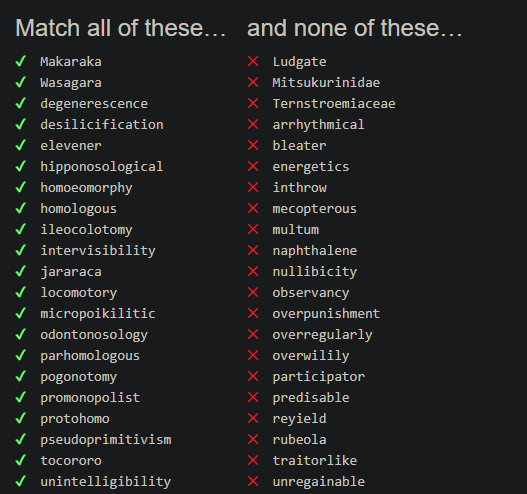 Match all of these… and none of these…
✓ Makaraka ✗ Ludgate
✓ Wasagara ✗ Mitsukurinidae
✓ degenerescence ✗ Ternstroemiaceae
✓ desilicification ✗ arrhythmical
✓ elevener ✗ bleater
✓ hipponosological ✗ energetics
✓ homoeomorphy ✗ inthrow
✓ homologous ✗ mecopterous
✓ ileocolotomy ✗ multum
✓ intervisibility ✗ naphthalene
✓ jararaca ✗ nullibicity
✓ locomotory ✗ observancy
✓ micropoikilitic ✗ overpunishment
✓ odontonosology ✗ overregularly
✓ parhomologous ✗ overwilily
✓ pogonotomy ✗ participator
✓ promonopolist ✗ predisable
✓ protohomo ✗ reyield
✓ pseudoprimitivism ✗ rubeola
✓ tocororo ✗ traitorlike
✓ unintelligibility ✗ unregainable